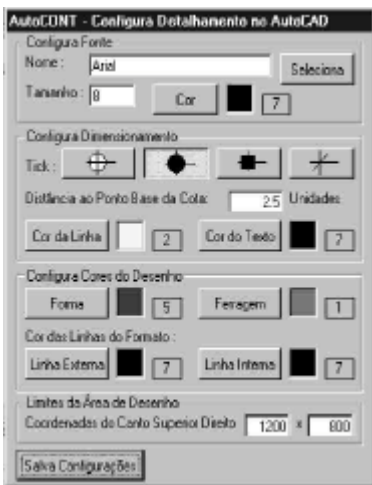 AutoCONT - Configura Detalhamento no AutoCAD
Configura Fonte
Nome : Arial Seleciona
Tamanho : 8 Cor 7
Configura Dimensionamento
Tick :
Distância ao Ponto Base da Cota: 2.5 Unidades
Cor da Linha 2 Cor do Texto 7
Configura Cores do Desenho
Forma 5 Ferragem 1
Cor das Linhas do Formato :
Linha Externa 7 Linha Interna 7
Limites da Área de Desenho
Coordenadas do Canto Superior Direito 1200 x 800
Salva Configurações